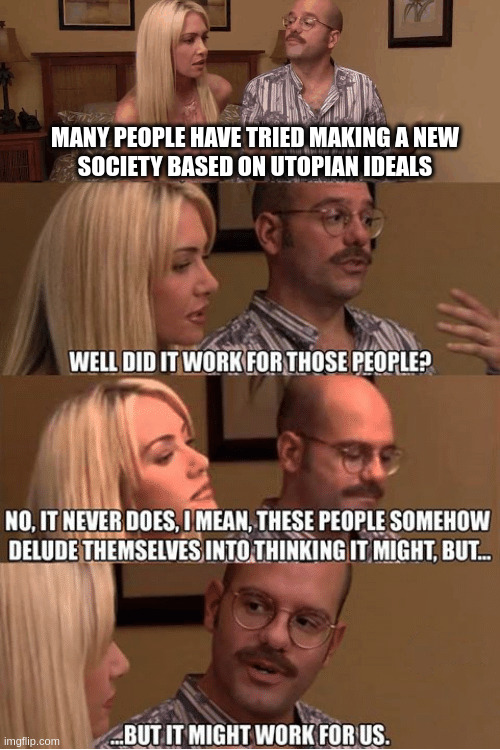 MANY PEOPLE HAVE TRIED MAKING A NEW
SOCIETY BASED ON UTOPIAN IDEALS
WELL DID IT WORK FOR THOSE PEOPLE?
NO, IT NEVER DOES, I MEAN, THESE PEOPLE SOMEHOW
DELUDE THEMSELVES INTO THINKING IT MIGHT, BUT...
...BUT IT MIGHT WORK FOR US.
imgflip.com